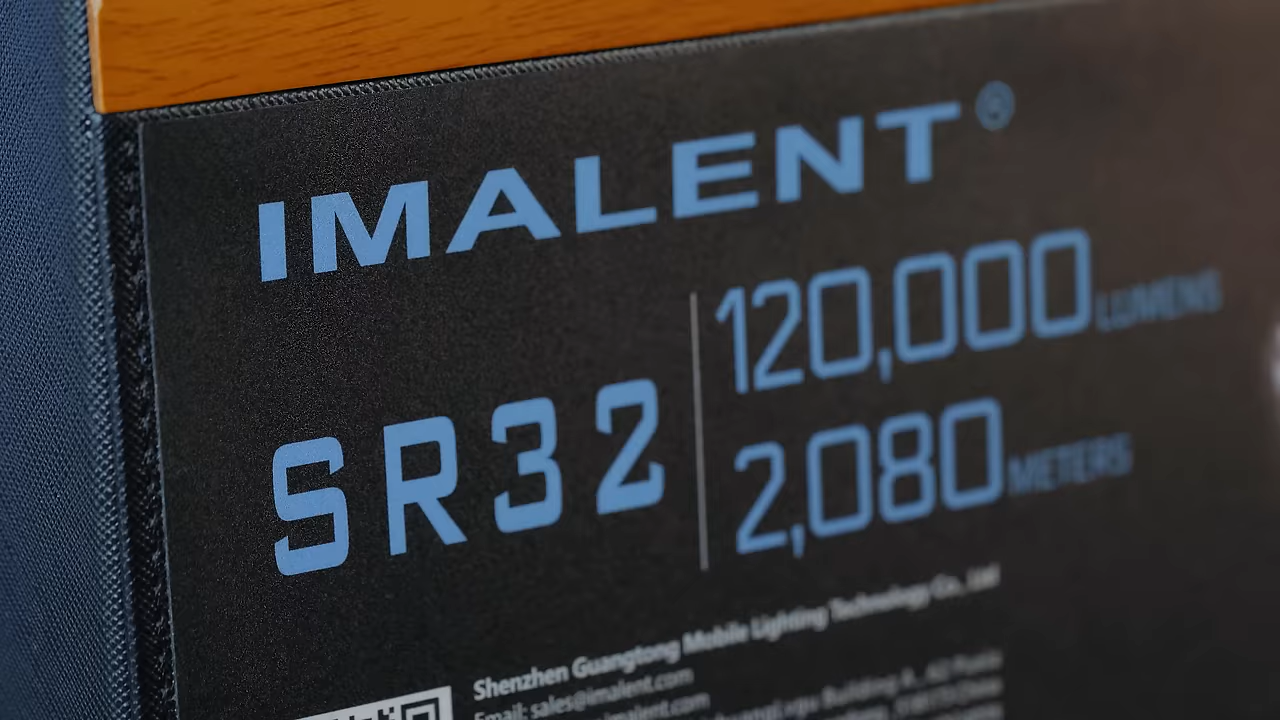 IMALENT®
SR32
120,000 LUMENS
2,080 METERS
Shenzhen Guangtong Mobile Lighting Technology Co., Ltd
Email: sales@imalent.com
Building